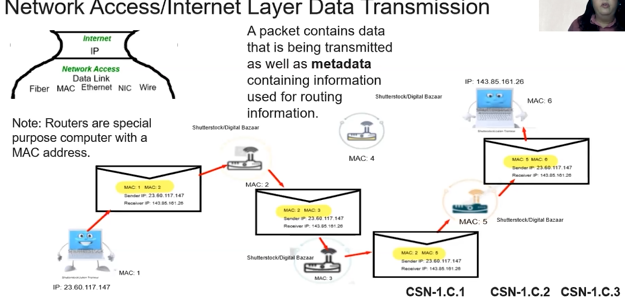 Network Access/Internet Layer Data Transmission
Internet
IP
Network Access
Data Link
Fiber MAC Ethernet NIC Wire
A packet contains data
that is being transmitted
as well as metadata
containing information
used for routing
information.
Note: Routers are special
purpose computer with a
MAC address.
Shutterstock/Digital Bazaar
MAC: 2
Shutterstock/Digital Bazaar
MAC: 4
IP: 143.85.161.26
MAC: 6
MAC: 1 MAC: 2
Sender IP: 23.60.117.147
Receiver IP: 143.85.161.26
MAC: 2 MAC: 3
Sender IP: 23.60.117.147
Receiver IP: 143.85.161.26
MAC: 5 MAC: 6
Sender IP: 23.60.117.147
Receiver IP: 143.85.161.26
MAC: 5
Shutterstock/Digital Bazaar
Shutterstock/Digital Bazaar
MAC: 3
MAC: 2 MAC: 5
Sender IP: 23.60.117.147
Receiver IP: 143.85.161.26
MAC: 1
IP: 23.60.117.147
CSN-1.C.1 CSN-1.C.2 CSN-1.C.3